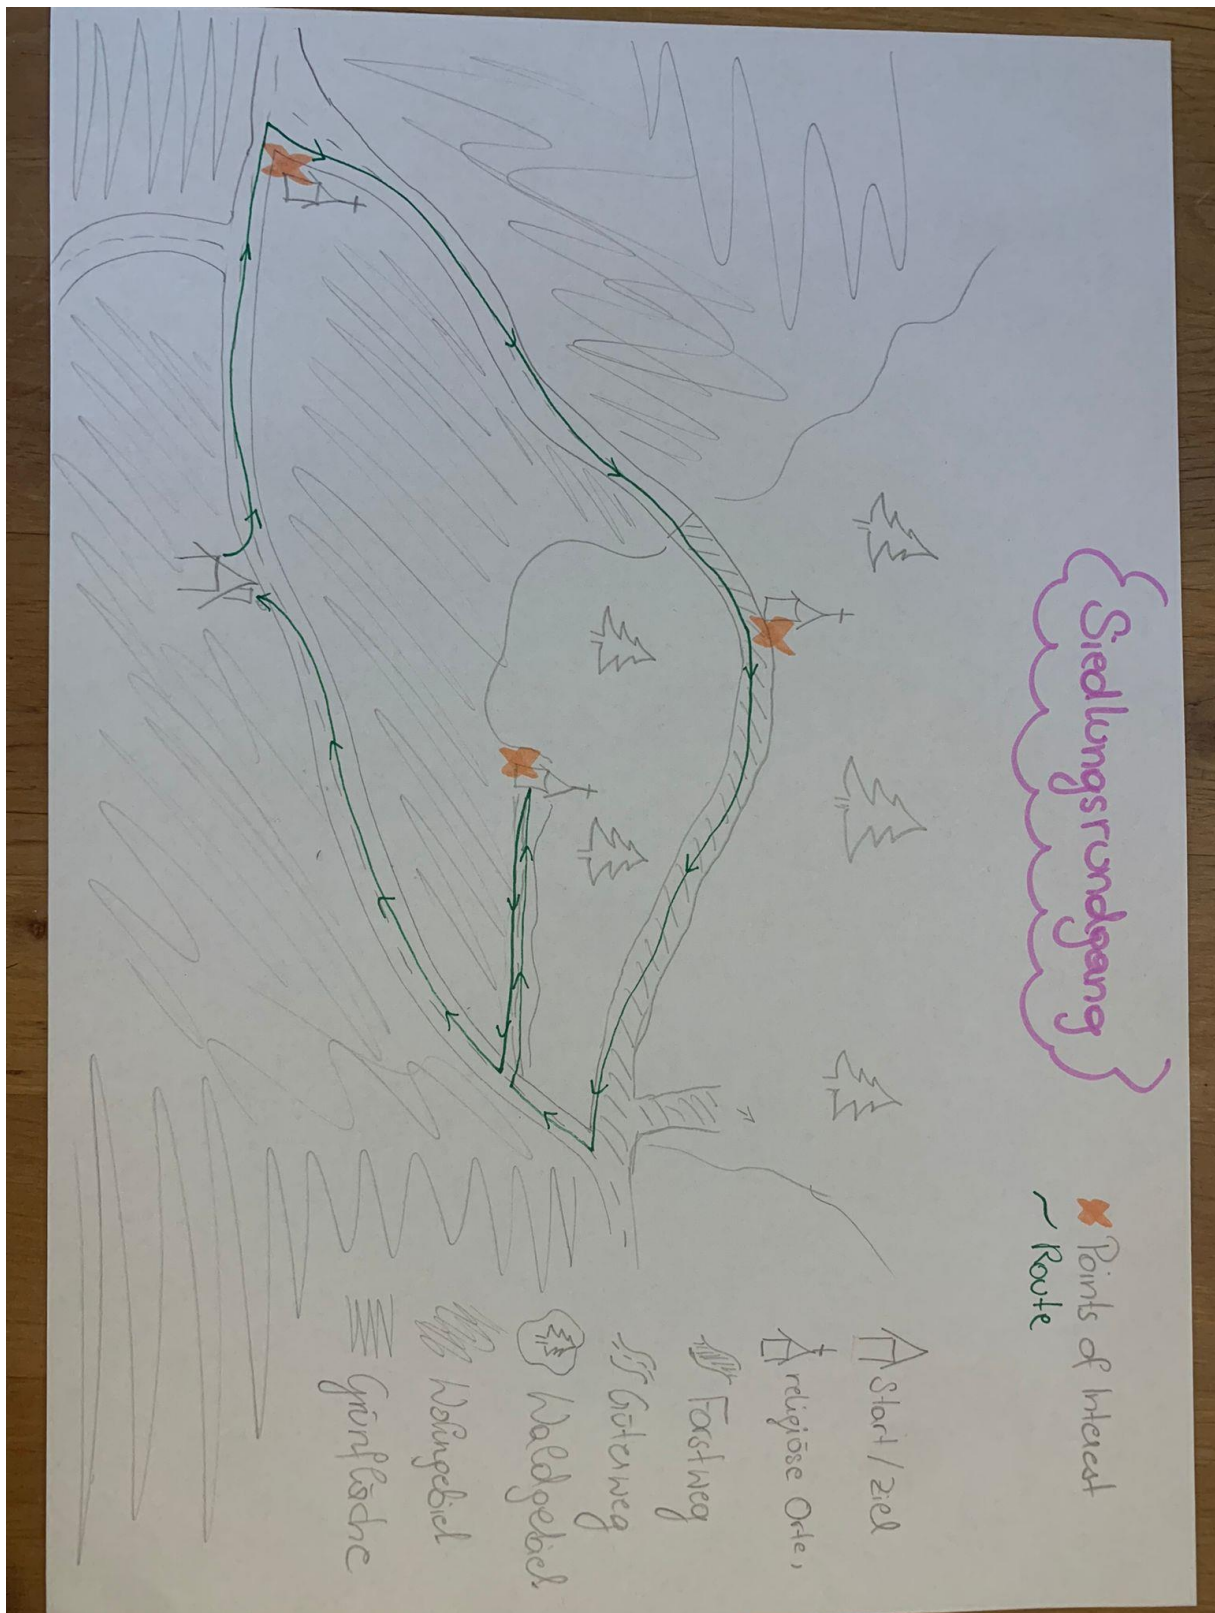 Siedlungsrundgang
Points of Interest
~ Route
Start/Ziel
religiöse Orte,
Forstweg
Güterweg
Waldgebiet
Wohngebiet
Grünfläche